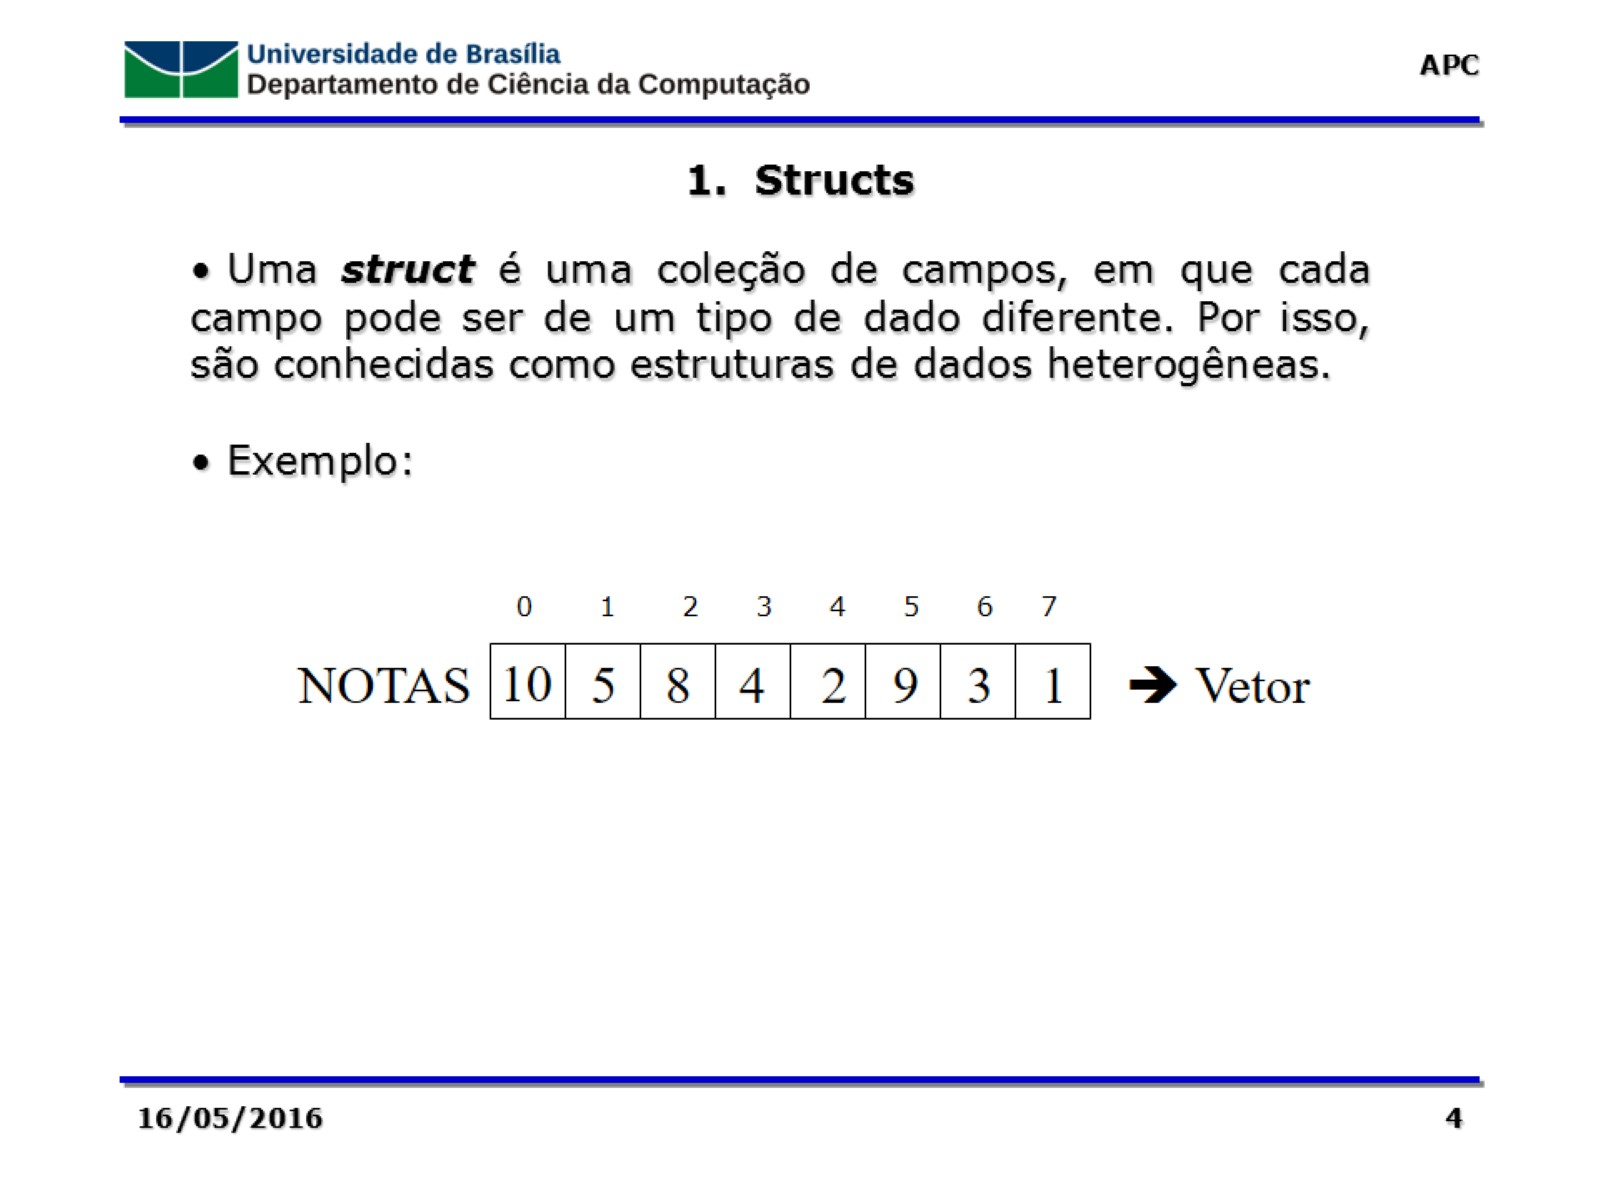 Universidade de Brasília
Departamento de Ciência da Computação
APC
1. Structs
• Uma struct é uma coleção de campos, em que cada
campo pode ser de um tipo de dado diferente. Por isso,
são conhecidas como estruturas de dados heterogêneas.
• Exemplo:
0 1 2 3 4 5 6 7
NOTAS 10 5 8 4 2 9 3 1 ➔ Vetor
16/05/2016
4